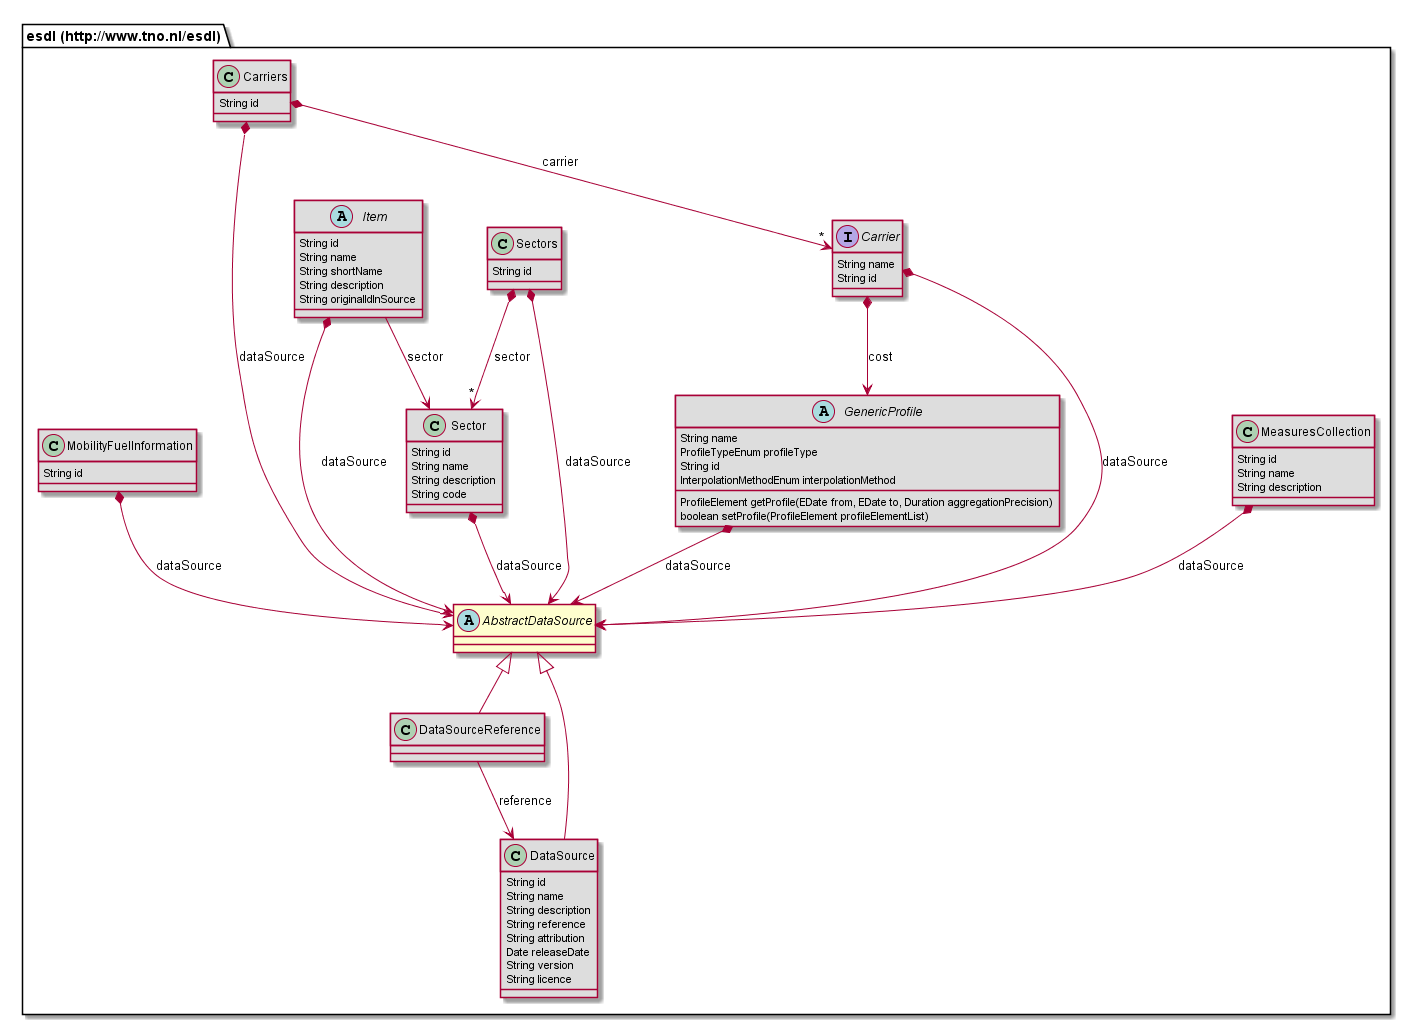 esdl (http://www.tno.nl/esdl)
C Carriers
String id
carrier
A Item
String id
String name
String shortName
String description
String originalIdInSource
C Sectors
String id
*
I Carrier
String name
String id
dataSource
sector
sector
cost
*
C MobilityFuelInformation
String id
dataSource
C Sector
String id
String name
String description
String code
dataSource
A GenericProfile
String name
ProfileTypeEnum profileType
String id
InterpolationMethodEnum interpolationMethod
ProfileElement getProfile(EDate from, EDate to, Duration aggregationPrecision)
boolean setProfile(ProfileElement profileElementList)
dataSource
C MeasuresCollection
String id
String name
String description
dataSource
dataSource
dataSource
dataSource
A AbstractDataSource
C DataSourceReference
reference
C DataSource
String id
String name
String description
String reference
String attribution
Date releaseDate
String version
String licence